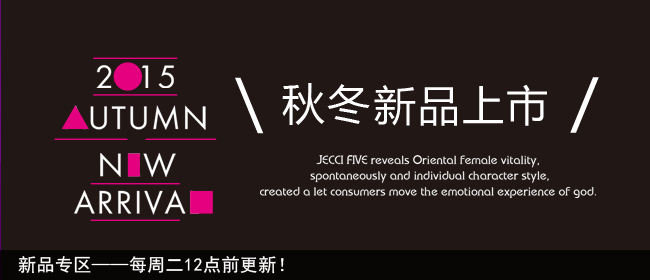 2015
AUTUMN
NEW
ARRIVAL
\ 秋冬新品上市 /
JECCI FIVE reveals Oriental female vitality,
spontaneously and individual character style,
created a let consumers move the emotional experience of god.
新品专区——每周二12点前更新！